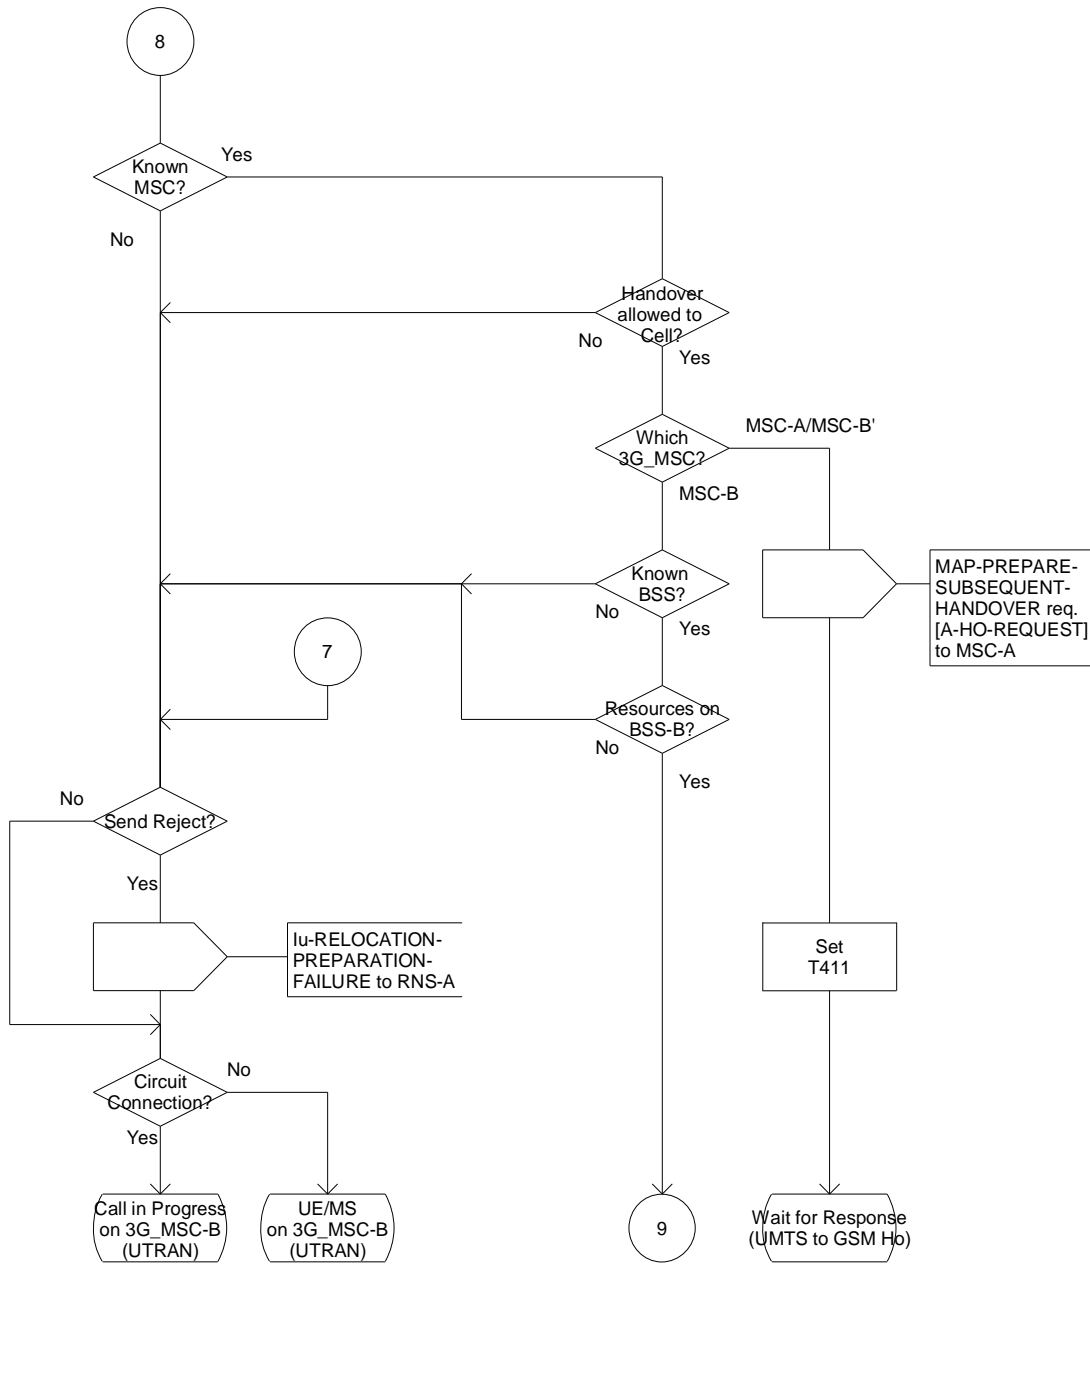 8
Known
MSC?
Yes
No
Handover
allowed to
Cell?
No
Yes
Which
3G_MSC?
MSC-A/MSC-B'
MSC-B
Known
BSS?
No
Yes
MAP-PREPARE-
SUBSEQUENT-
HANDOVER req.
[A-HO-REQUEST]
to MSC-A
7
Resources on
BSS-B?
No
Yes
No
Send Reject?
Yes
Iu-RELOCATION-
PREPARATION-
FAILURE to RNS-A
Set
T411
Circuit
Connection?
No
Yes
Call in Progress
on 3G_MSC-B
(UTRAN)
UE/MS
on 3G_MSC-B
(UTRAN)
9
Wait for Response
(UMTS to GSM Ho)